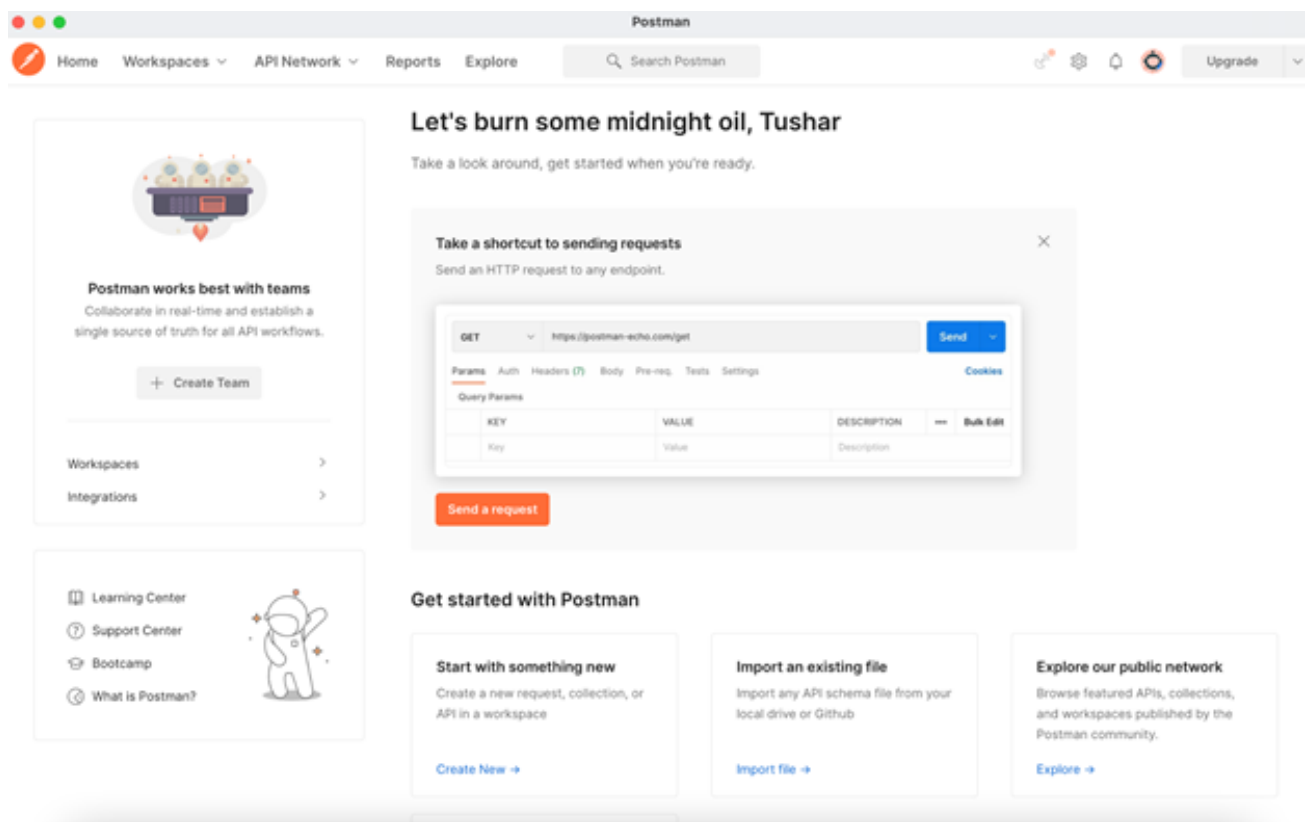 Postman
Home Workspaces API Network Reports Explore Search Postman Upgrade
Let's burn some midnight oil, Tushar
Take a look around, get started when you're ready.
Postman works best with teams
Collaborate in real-time and establish a
single source of truth for all API workflows.
+ Create Team
Workspaces
Integrations
Take a shortcut to sending requests
Send an HTTP request to any endpoint.
GET https://postman-echo.com/get Send
Params Auth Headers (7) Body Pre-req. Tests Settings Cookies
Query Params
KEY VALUE DESCRIPTION Bulk Edit
Key Value Description
Send a request
Learning Center
Support Center
Bootcamp
What is Postman?
Get started with Postman
Start with something new
Create a new request, collection, or
API in a workspace
Create New →
Import an existing file
Import any API schema file from your
local drive or Github
Import file →
Explore our public network
Browse featured APIs, collections,
and workspaces published by the
Postman community.
Explore →